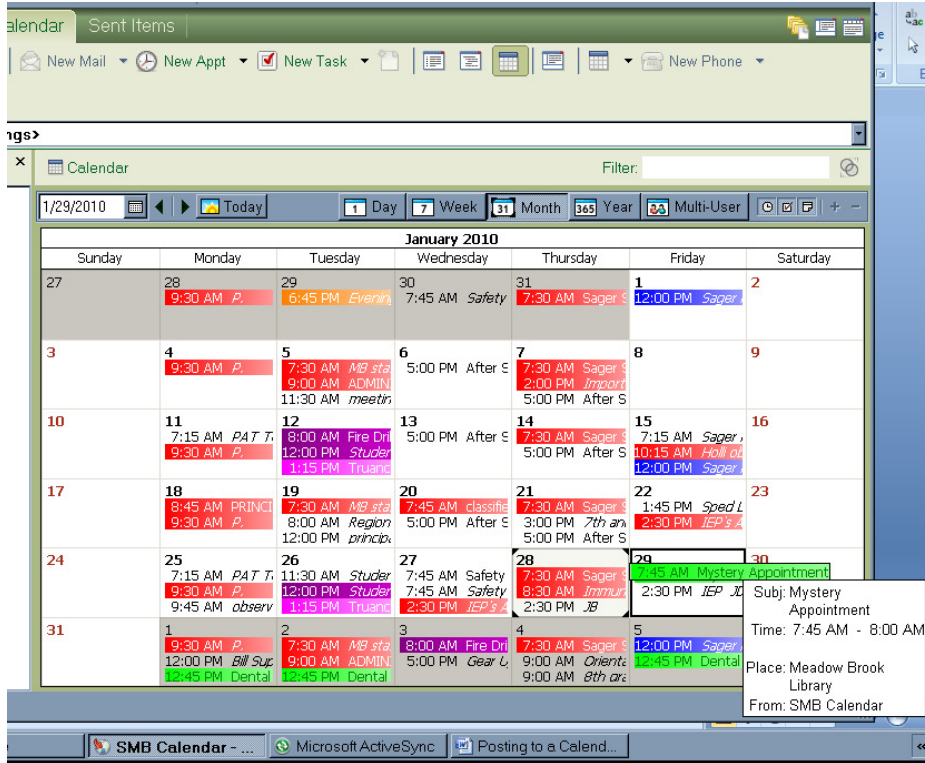 alendar Sent Items
New Mail New Appt New Task New Phone
ngs>
× Calendar Filter:
1/29/2010 Today 1 Day 7 Week 31 Month 365 Year Multi-User + −
January 2010
Sunday Monday Tuesday Wednesday Thursday Friday Saturday
27 28 29 30 31 1 2
9:30 AM P. 6:45 PM Evenin 7:45 AM Safety 7:30 AM Sager S 12:00 PM Sager
3 4 5 6 7 8 9
9:30 AM P. 7:30 AM MB sta 5:00 PM After S 7:30 AM Sager S
9:00 AM ADMIN 2:00 PM Import
11:30 AM meetin 5:00 PM After S
10 11 12 13 14 15 16
7:15 AM PAT T 8:00 AM Fire Dri 5:00 PM After S 7:30 AM Sager S 7:15 AM Sager
9:30 AM P. 12:00 PM Studer 5:00 PM After S 10:15 AM Holli ob
1:15 PM Truanc 12:00 PM Sager
17 18 19 20 21 22 23
8:45 AM PRINCI 7:30 AM MB sta 7:45 AM classifie 7:30 AM Sager S 1:45 PM Sped L
9:30 AM P. 8:00 AM Region 5:00 PM After S 3:00 PM 7th an 2:30 PM IEP's A
12:00 PM principa 5:00 PM After S
24 25 26 27 28 29 30
7:15 AM PAT T 11:30 AM Studer 7:45 AM Safety 7:30 AM Sager S 7:45 AM Mystery Appointment
9:30 AM P. 12:00 PM Studer 7:45 AM Safety 8:30 AM Immun 2:30 PM IEP JD
9:45 AM observ 1:15 PM Truanc 2:30 PM IEP's A 2:30 PM JB
31 1 2 3 4 5
9:30 AM P. 7:30 AM MB sta 8:00 AM Fire Dri 7:30 AM Sager S 12:00 PM Sager
12:00 PM Bill Sup 9:00 AM ADMIN 5:00 PM Gear U 9:00 AM Orienta 12:45 PM Dental
12:45 PM Dental 12:45 PM Dental 9:00 AM 8th gra
Subj: Mystery
Appointment
Time: 7:45 AM - 8:00 AM
Place: Meadow Brook
Library
From: SMB Calendar
SMB Calendar - ... Microsoft ActiveSync Posting to a Calend...